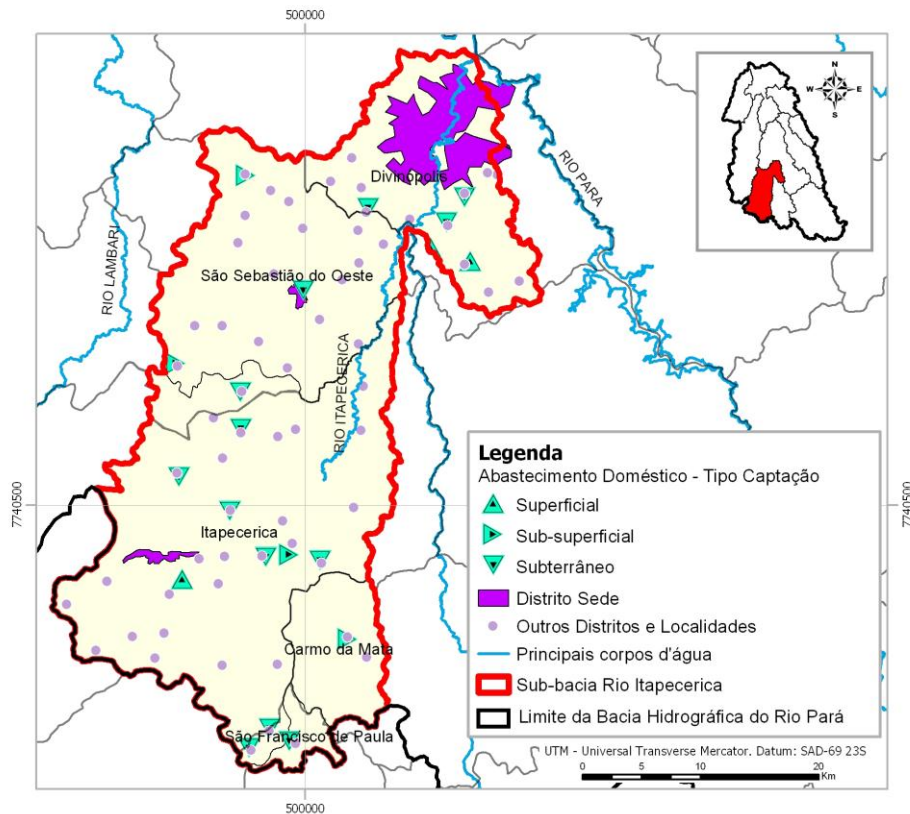 500000
N
W E
S
Divinópolis
RIO PARA
RIO LAMBARI
São Sebastião do Oeste
RIO ITAPECERICA
7740500
7740500
Itapecerica
Carmo da Mata
São Francisco de Paula
Legenda
Abastecimento Doméstico - Tipo Captação
Superficial
Sub-superficial
Subterrâneo
Distrito Sede
Outros Distritos e Localidades
Principais corpos d'água
Sub-bacia Rio Itapecerica
Limite da Bacia Hidrográfica do Rio Pará
UTM - Universal Transverse Mercator. Datum: SAD-69 23S
0 5 10 20
Km
500000